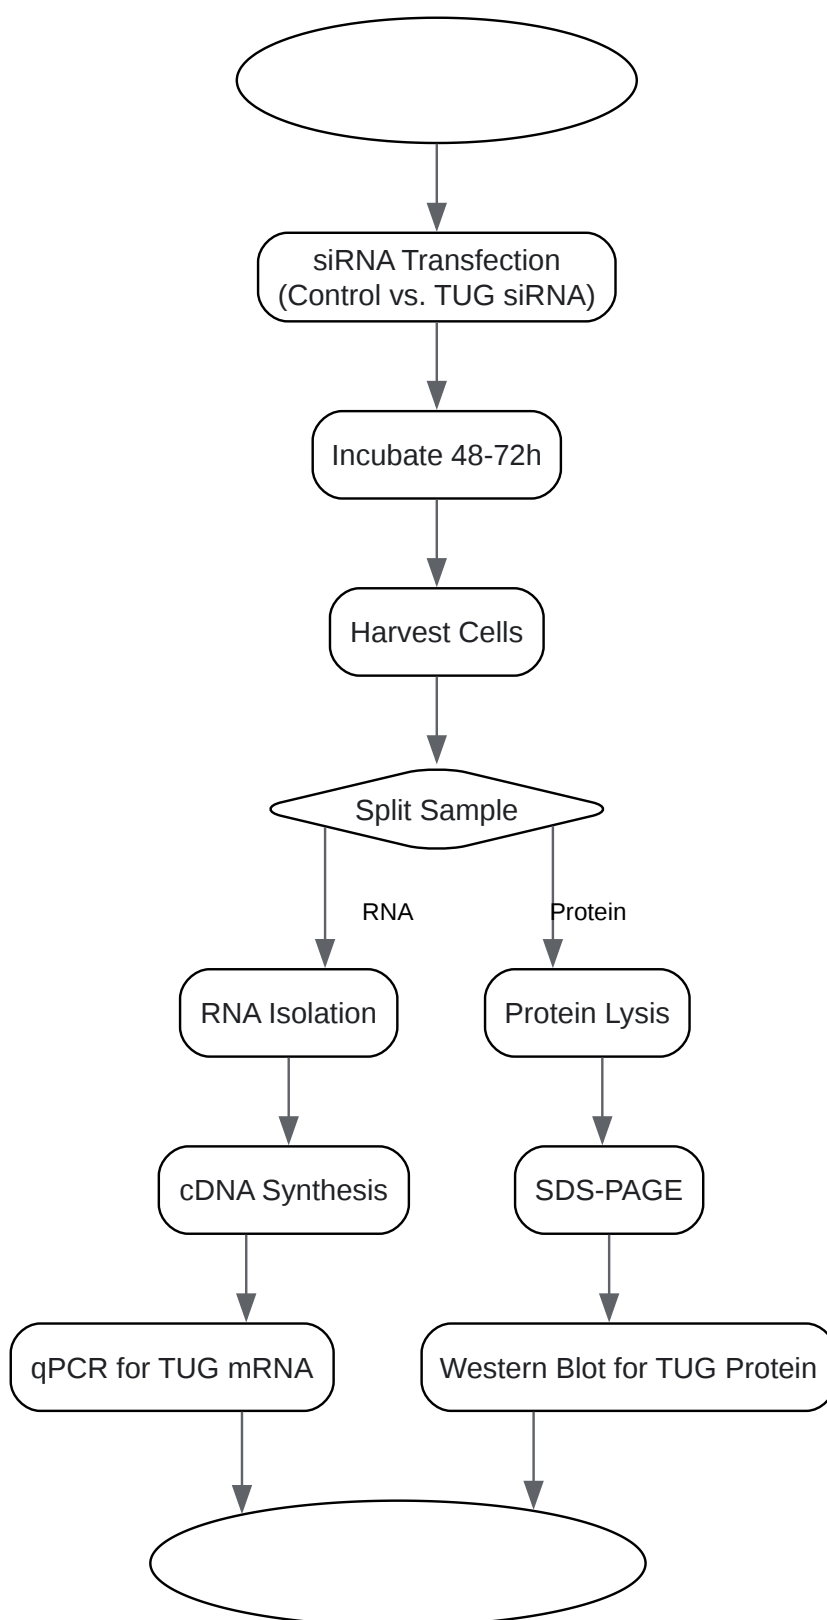 siRNA Transfection
(Control vs. TUG siRNA)
Incubate 48-72h
Harvest Cells
Split Sample
RNA
Protein
RNA Isolation
Protein Lysis
cDNA Synthesis
SDS-PAGE
qPCR for TUG mRNA
Western Blot for TUG Protein